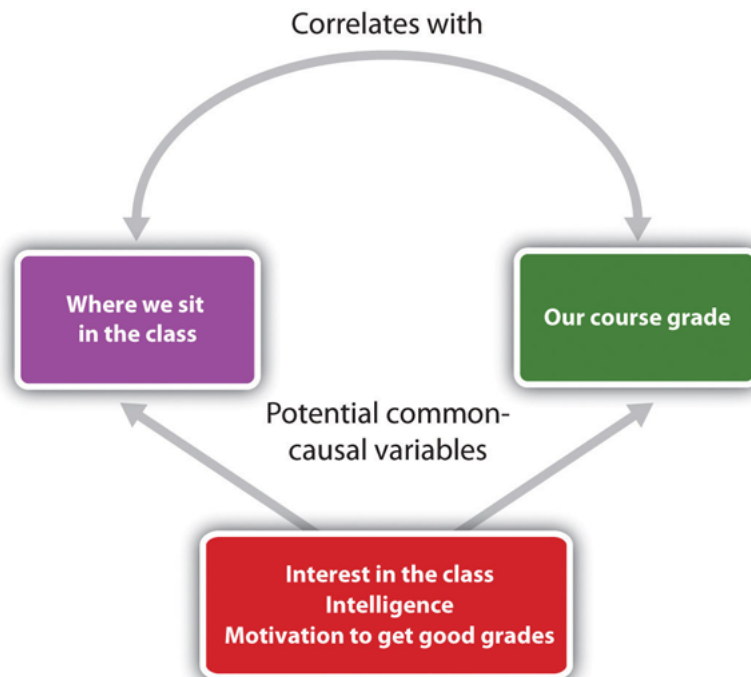 Correlates with
Where we sit
in the class
Our course grade
Potential common-
causal variables
Interest in the class
Intelligence
Motivation to get good grades